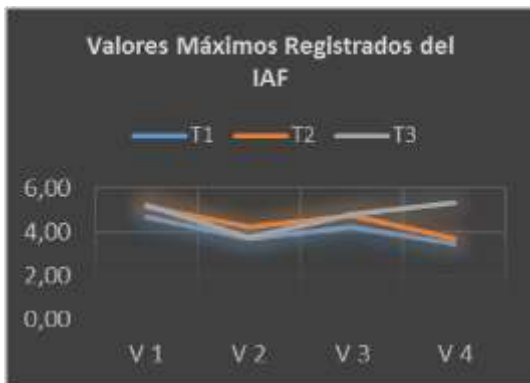 Valores Máximos Registrados del
IAF
T1 T2 T3
6,00
4,00
2,00
0,00
V 1 V 2 V 3 V 4